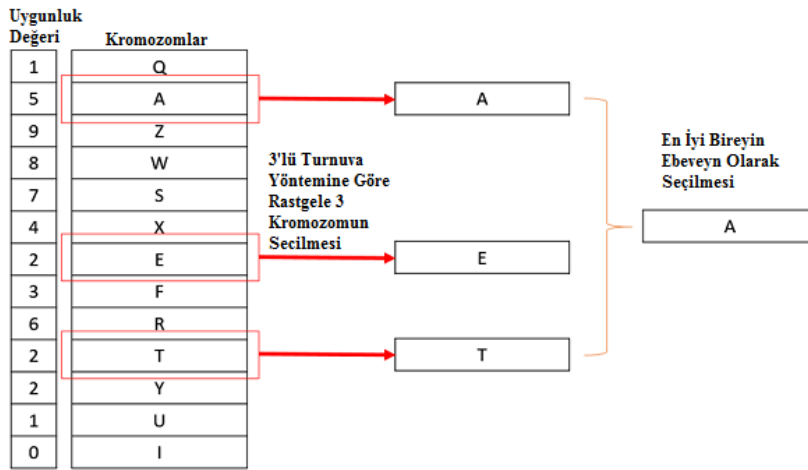 Uygunluk
Değeri
Kromozomlar
1 Q
5 A
9 Z
8 W
7 S
4 X
2 E
3 F
6 R
2 T
2 Y
1 U
0 I
3'lü Turnuva
Yöntemine Göre
Rastgele 3
Kromozomun
Secilmesi
A
E
T
En İyi Bireyin
Ebeveyn Olarak
Seçilmesi
A